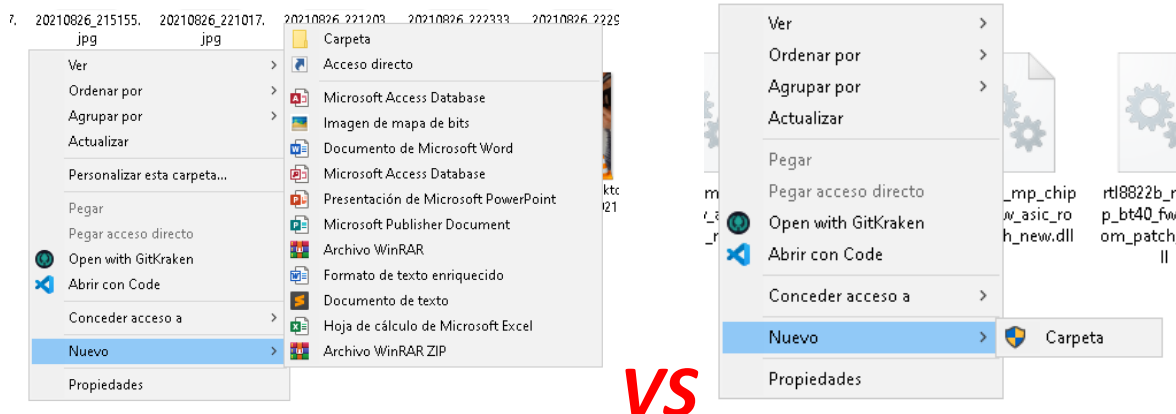 7.
20210826_215155.
jpg
20210826_221017.
jpg
20210826_221203
20210826_222333
20210826_2229
Ver
Ordenar por
Agrupar por
Actualizar
Personalizar esta carpeta...
Pegar
Pegar acceso directo
Open with GitKraken
Abrir con Code
Conceder acceso a
Nuevo
Propiedades
Carpeta
Acceso directo
Microsoft Access Database
Imagen de mapa de bits
Documento de Microsoft Word
Microsoft Access Database
Presentación de Microsoft PowerPoint
Microsoft Publisher Document
Archivo WinRAR
Formato de texto enriquecido
Documento de texto
Hoja de cálculo de Microsoft Excel
Archivo WinRAR ZIP
VS
Ver
Ordenar por
Agrupar por
Actualizar
Pegar
Pegar acceso directo
Open with GitKraken
Abrir con Code
Conceder acceso a
Nuevo
Propiedades
Carpeta
_mp_chip
w_asic_ro
h_new.dll
rtl8822b_r
p_bt40_fw
om_patch
ll